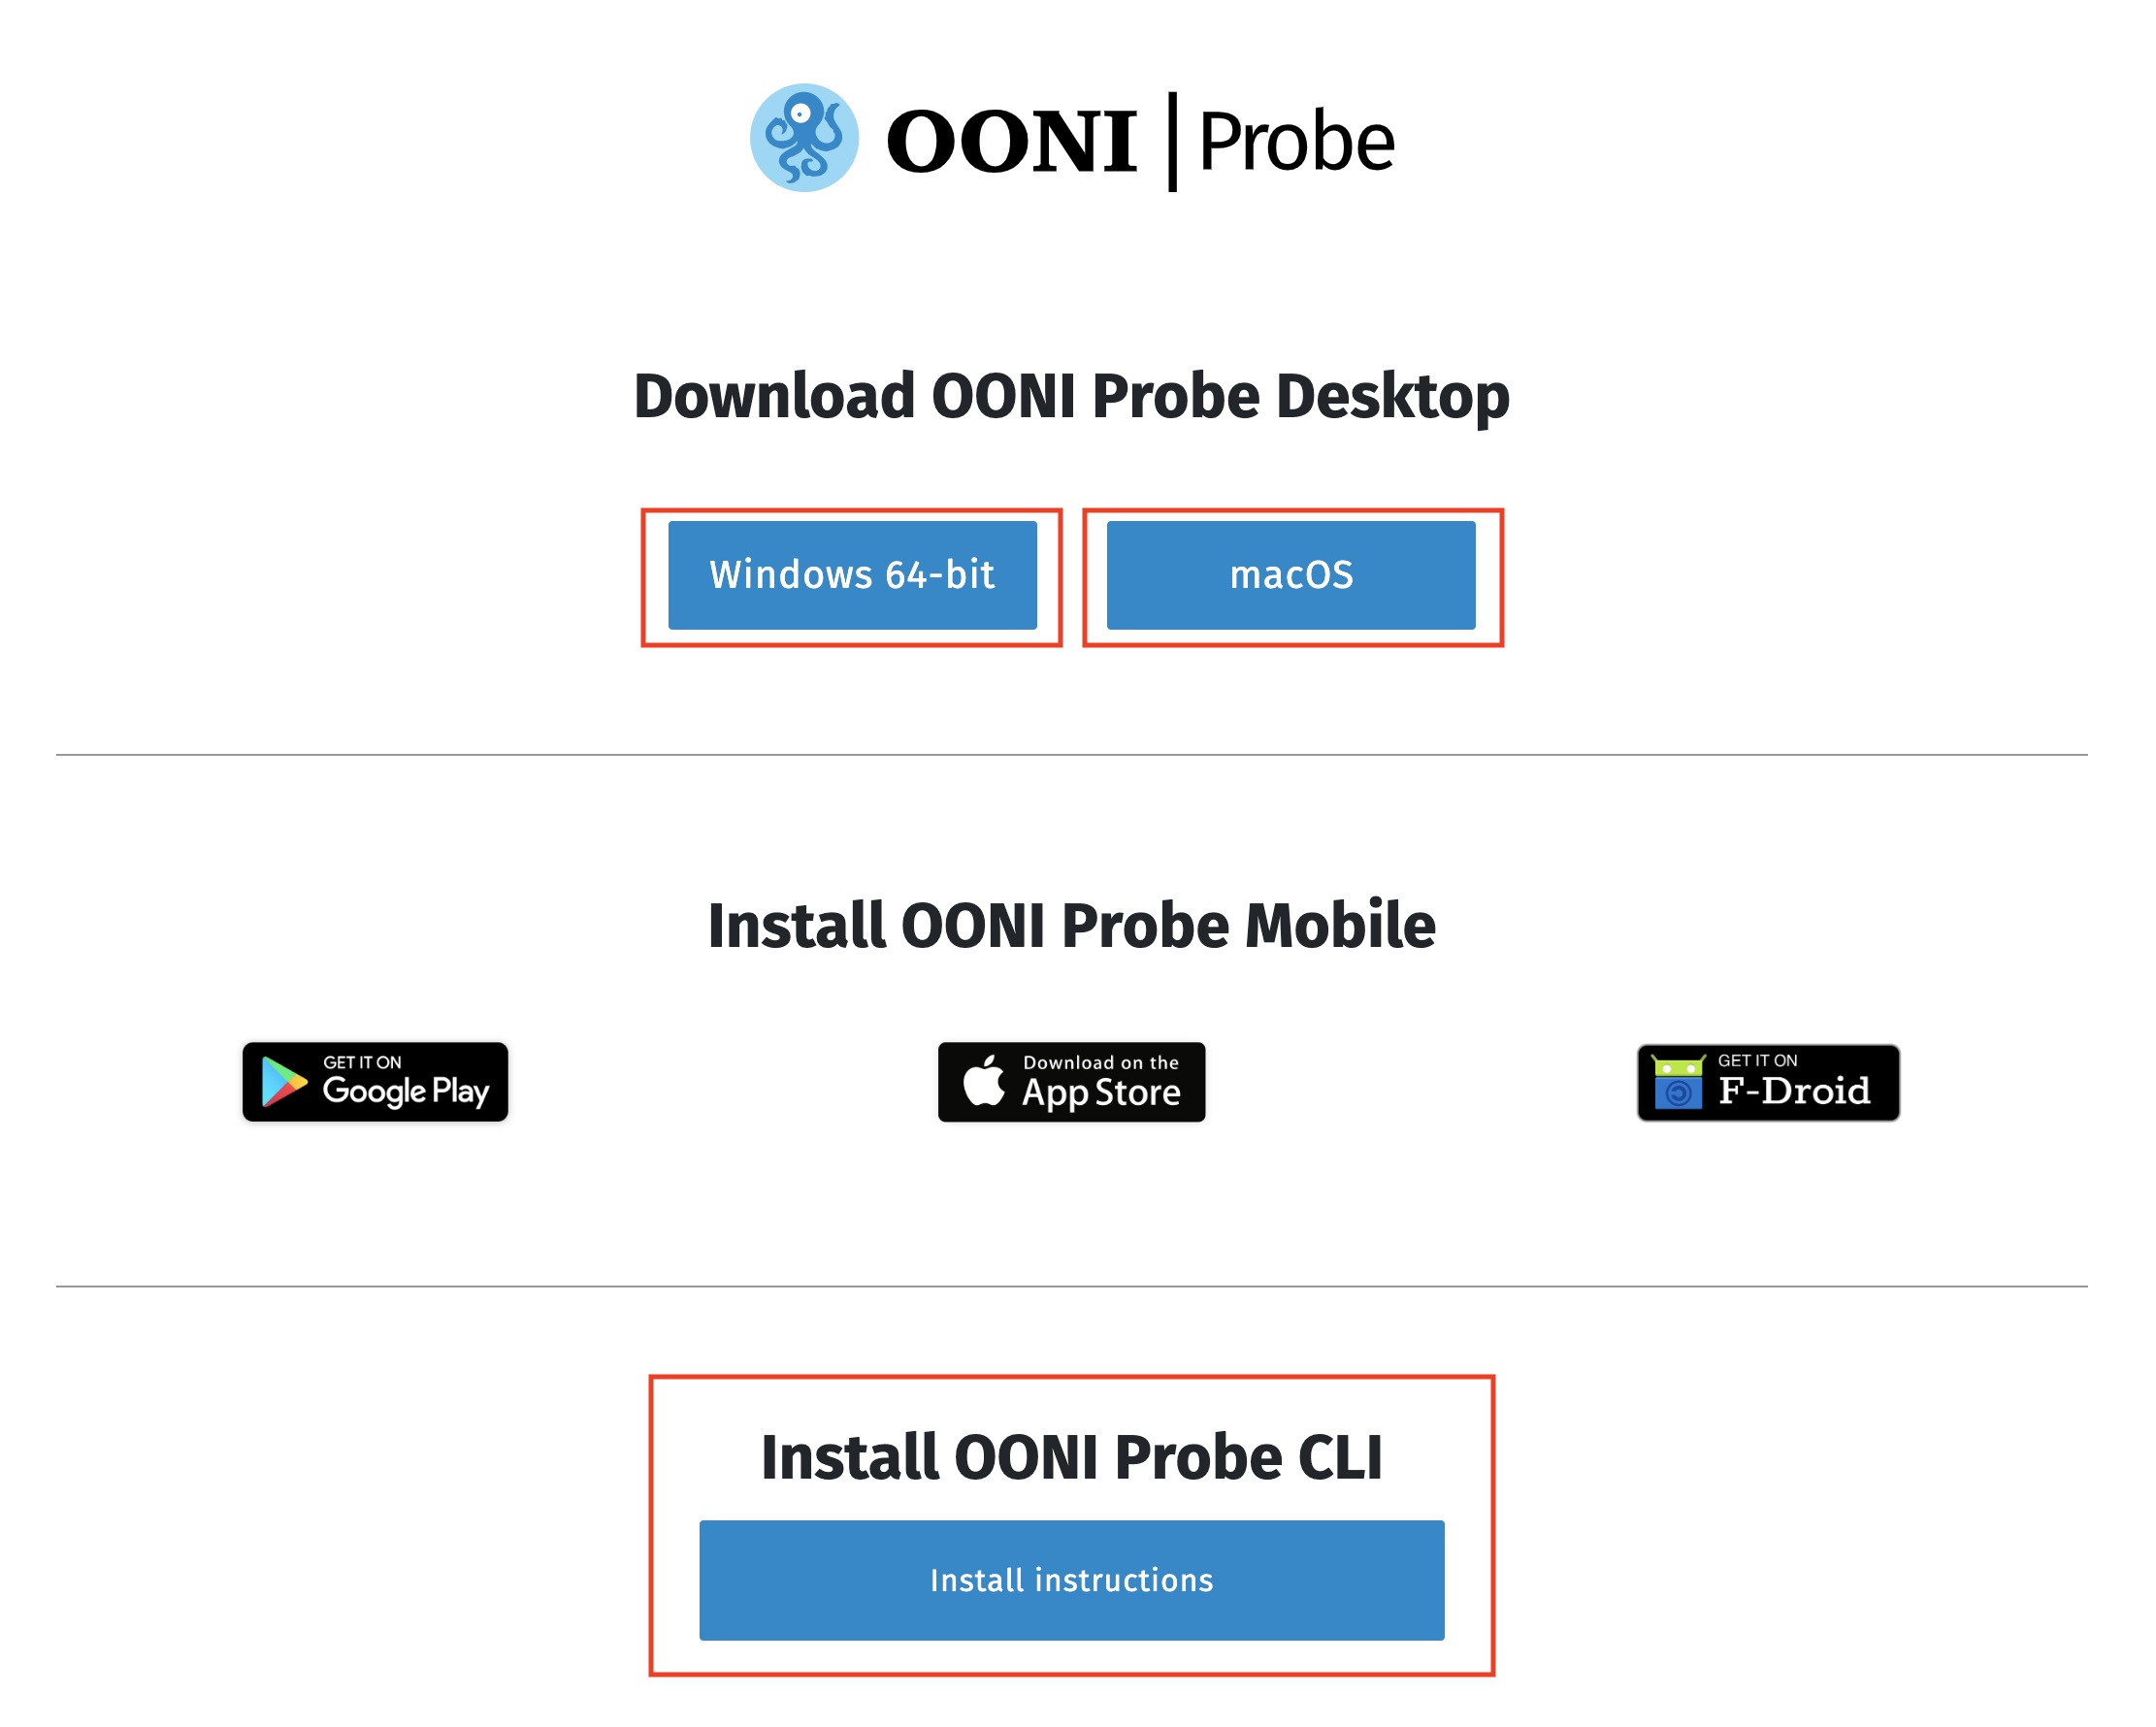 OONI | Probe
Download OONI Probe Desktop
Windows 64-bit
macOS
Install OONI Probe Mobile
GET IT ON
Google Play
Download on the
App Store
GET IT ON
F-Droid
Install OONI Probe CLI
Install instructions